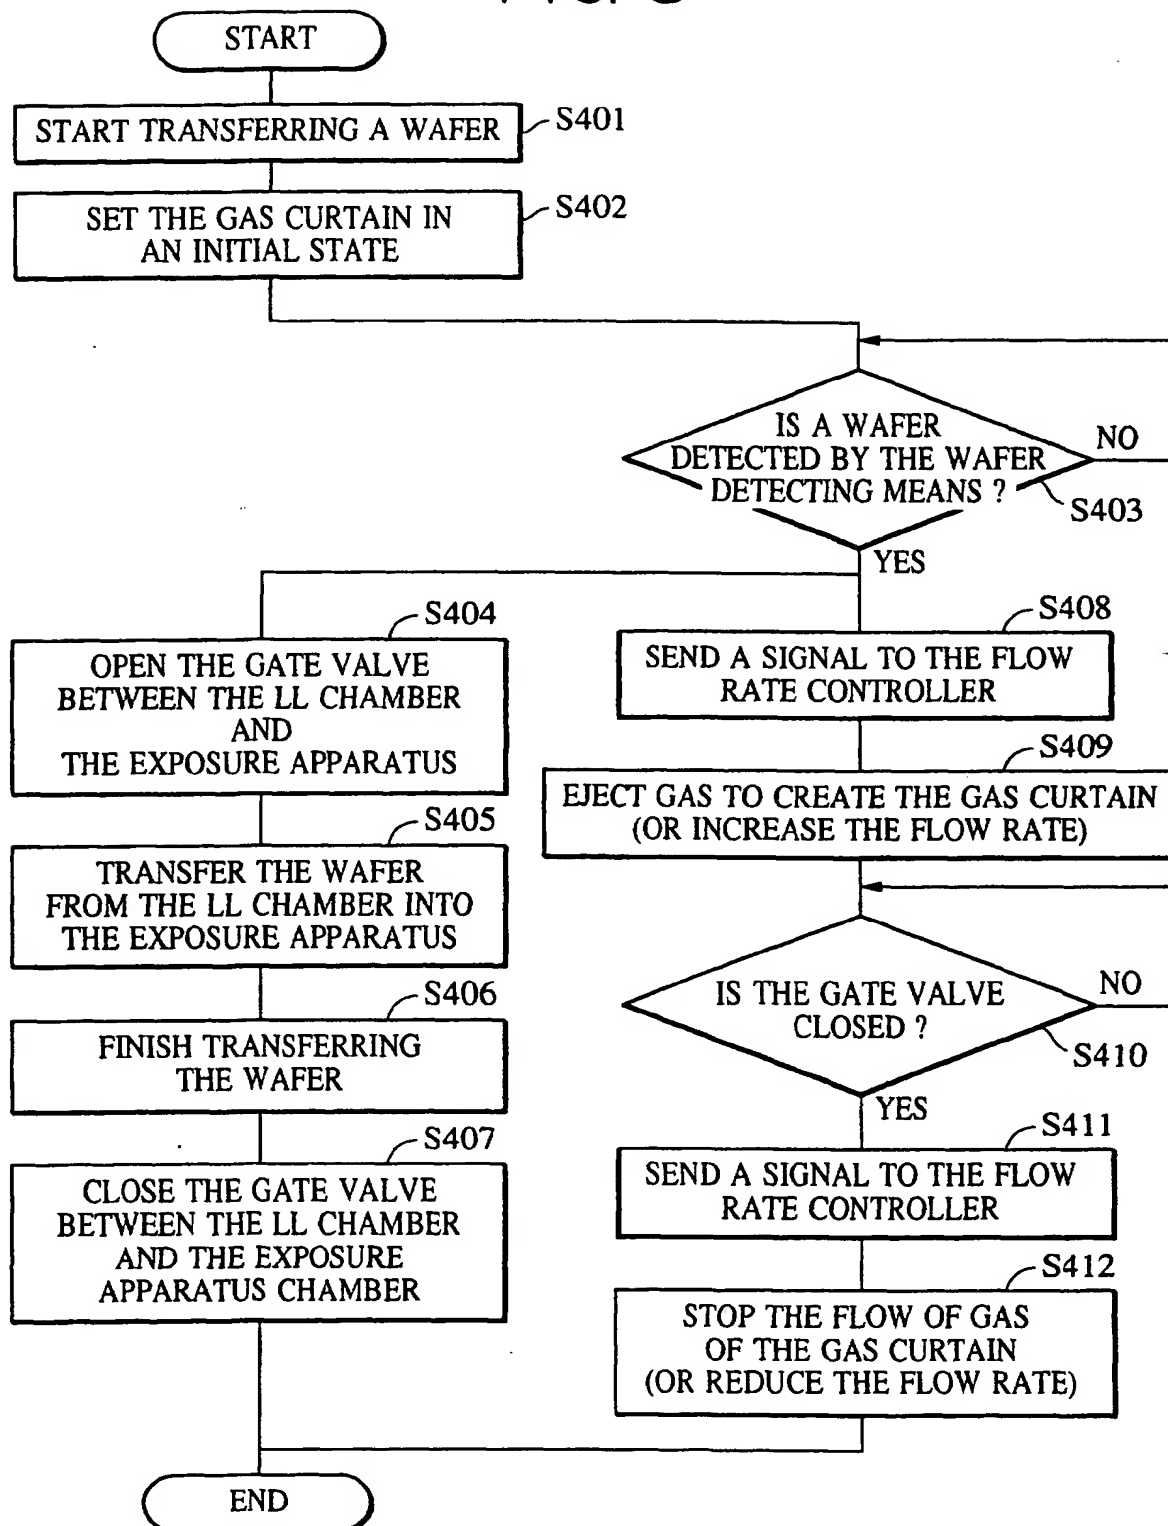 START
START TRANSFERRING A WAFER
S401
SET THE GAS CURTAIN IN
AN INITIAL STATE
S402
IS A WAFER
DETECTED BY THE WAFER
DETECTING MEANS ?
NO
S403
YES
S404
OPEN THE GATE VALVE
BETWEEN THE LL CHAMBER
AND
THE EXPOSURE APPARATUS
S405
TRANSFER THE WAFER
FROM THE LL CHAMBER INTO
THE EXPOSURE APPARATUS
S406
FINISH TRANSFERRING
THE WAFER
S407
CLOSE THE GATE VALVE
BETWEEN THE LL CHAMBER
AND THE EXPOSURE
APPARATUS CHAMBER
S408
SEND A SIGNAL TO THE FLOW
RATE CONTROLLER
S409
EJECT GAS TO CREATE THE GAS CURTAIN
(OR INCREASE THE FLOW RATE)
IS THE GATE VALVE
CLOSED ?
NO
S410
YES
S411
SEND A SIGNAL TO THE FLOW
RATE CONTROLLER
S412
STOP THE FLOW OF GAS
OF THE GAS CURTAIN
(OR REDUCE THE FLOW RATE)
END